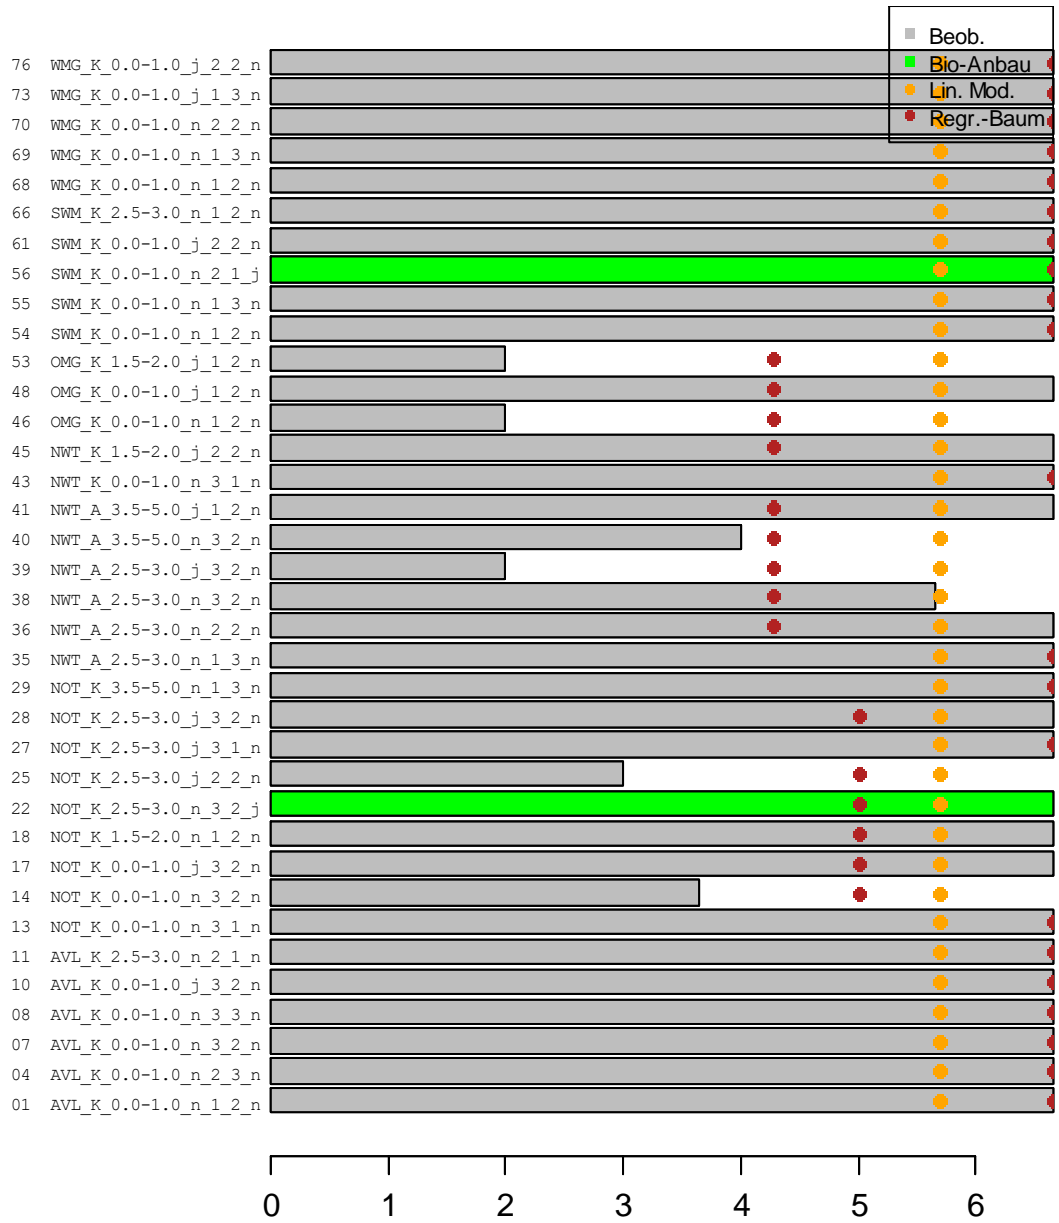 Beob.
76 WMG_K_0.0-1.0_j_2_2_n
Bio-Anbau
73 WMG_K_0.0-1.0_j_1_3_n
Lin. Mod.
70 WMG_K_0.0-1.0_n_2_2_n
Regr.-Baum
69 WMG_K_0.0-1.0_n_1_3_n
68 WMG_K_0.0-1.0_n_1_2_n
66 SWM_K_2.5-3.0_n_1_2_n
61 SWM_K_0.0-1.0_j_2_2_n
56 SWM_K_0.0-1.0_n_2_1_j
55 SWM_K_0.0-1.0_n_1_3_n
54 SWM_K_0.0-1.0_n_1_2_n
53 OMG_K_1.5-2.0_j_1_2_n
48 OMG_K_0.0-1.0_j_1_2_n
46 OMG_K_0.0-1.0_n_1_2_n
45 NWT_K_1.5-2.0_j_2_2_n
43 NWT_K_0.0-1.0_n_3_1_n
41 NWT_A_3.5-5.0_j_1_2_n
40 NWT_A_3.5-5.0_n_3_2_n
39 NWT_A_2.5-3.0_j_3_2_n
38 NWT_A_2.5-3.0_n_3_2_n
36 NWT_A_2.5-3.0_n_2_2_n
35 NWT_A_2.5-3.0_n_1_3_n
29 NOT_K_3.5-5.0_n_1_3_n
28 NOT_K_2.5-3.0_j_3_2_n
27 NOT_K_2.5-3.0_j_3_1_n
25 NOT_K_2.5-3.0_j_2_2_n
22 NOT_K_2.5-3.0_n_3_2_j
18 NOT_K_1.5-2.0_n_1_2_n
17 NOT_K_0.0-1.0_j_3_2_n
14 NOT_K_0.0-1.0_n_3_2_n
13 NOT_K_0.0-1.0_n_3_1_n
11 AVL_K_2.5-3.0_n_2_1_n
10 AVL_K_0.0-1.0_j_3_2_n
08 AVL_K_0.0-1.0_n_3_3_n
07 AVL_K_0.0-1.0_n_3_2_n
04 AVL_K_0.0-1.0_n_2_3_n
01 AVL_K_0.0-1.0_n_1_2_n
0 1 2 3 4 5 6